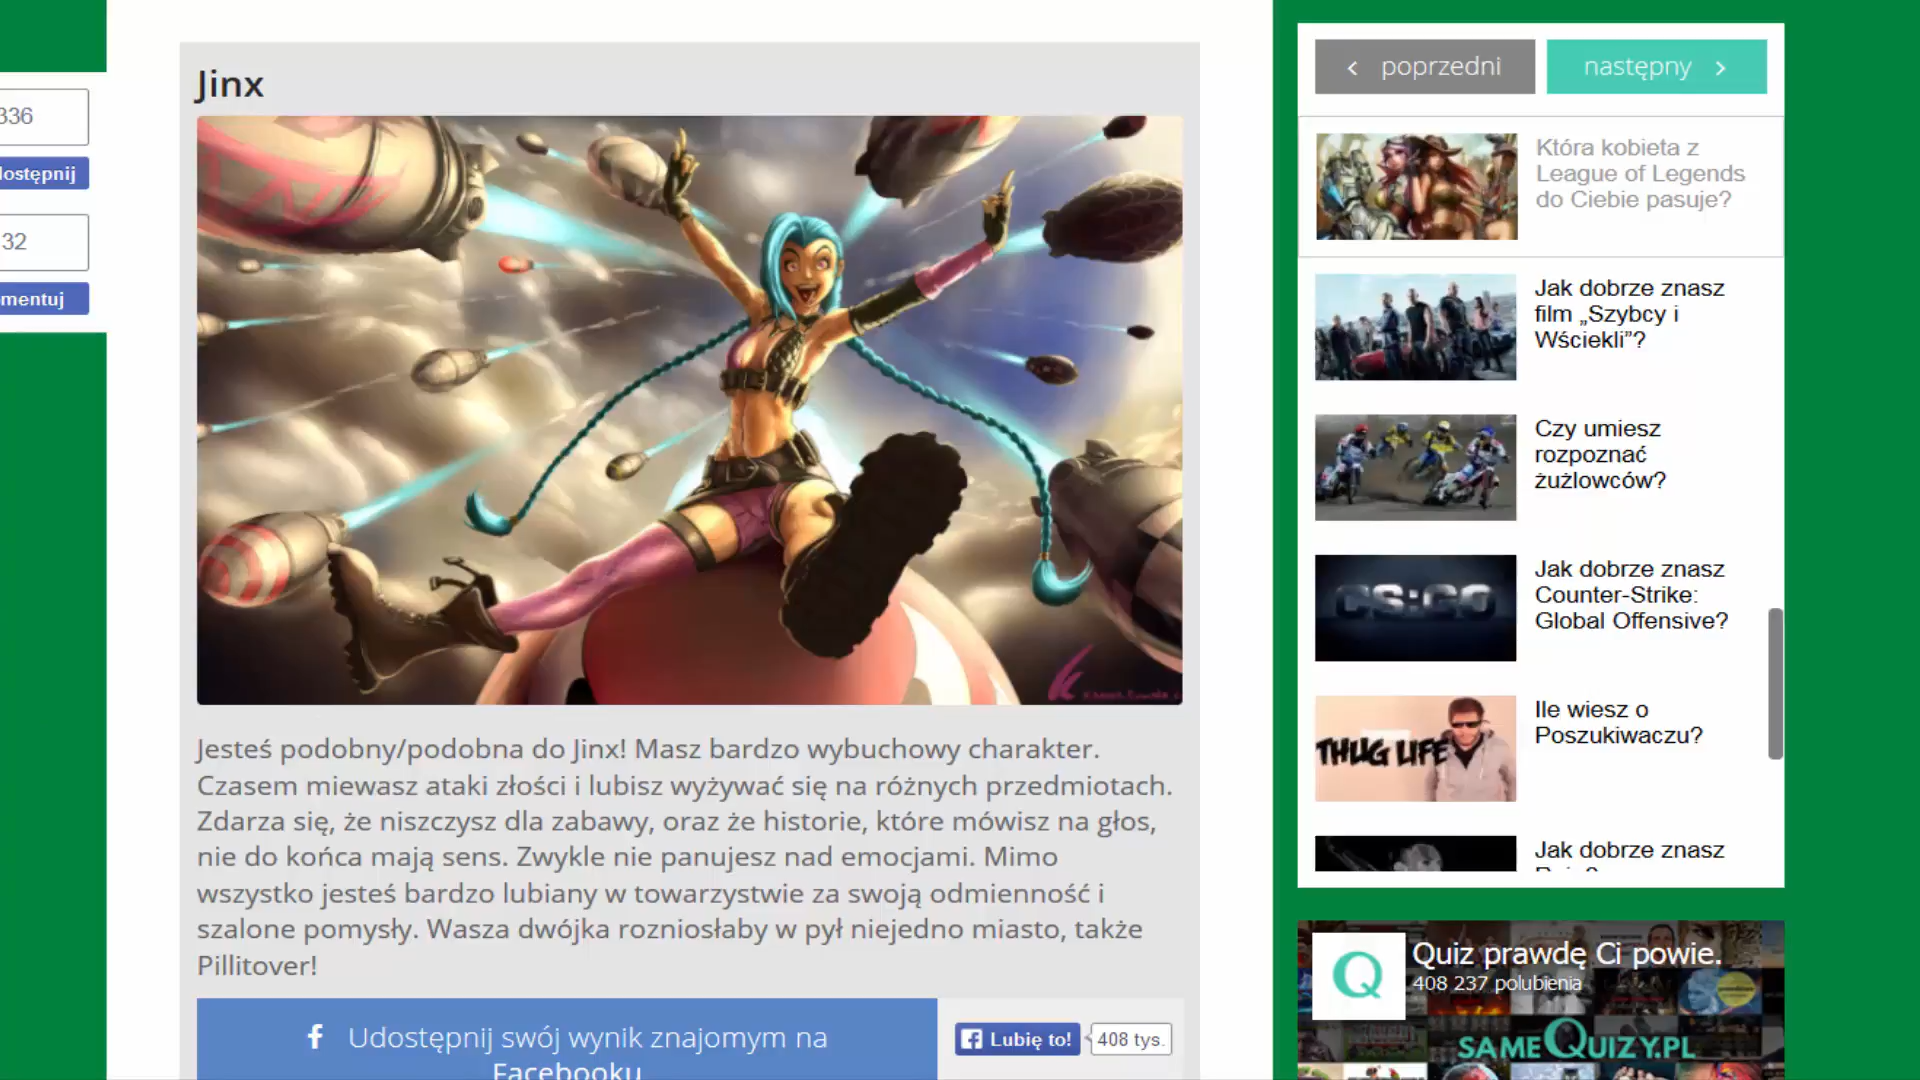 336
dostępnij
32
mentuj
Jinx
Jesteś podobny/podobna do Jinx! Masz bardzo wybuchowy charakter.
Czasem miewasz ataki złości i lubisz wyżywać się na różnych przedmiotach.
Zdarza się, że niszczysz dla zabawy, oraz że historie, które mówisz na głos,
nie do końca mają sens. Zwykle nie panujesz nad emocjami. Mimo
wszystko jesteś bardzo lubiany w towarzystwie za swoją odmienność i
szalone pomysły. Wasza dwójka rozniosłaby w pył niejedno miasto, także
Pillitover!
Udostępnij swój wynik znajomym na
Facebooku
Lubię to!
408 tys.
poprzedni
następny
Która kobieta z
League of Legends
do Ciebie pasuje?
Jak dobrze znasz
film „Szybcy i
Wściekli”?
Czy umiesz
rozpoznać
żużlowców?
CS:GO
Jak dobrze znasz
Counter-Strike:
Global Offensive?
THUG LIFE
Ile wiesz o
Poszukiwaczu?
Jak dobrze znasz
Q
Quiz prawdę Ci powie.
408 237 polubienia
SAMEQUIZY.PL